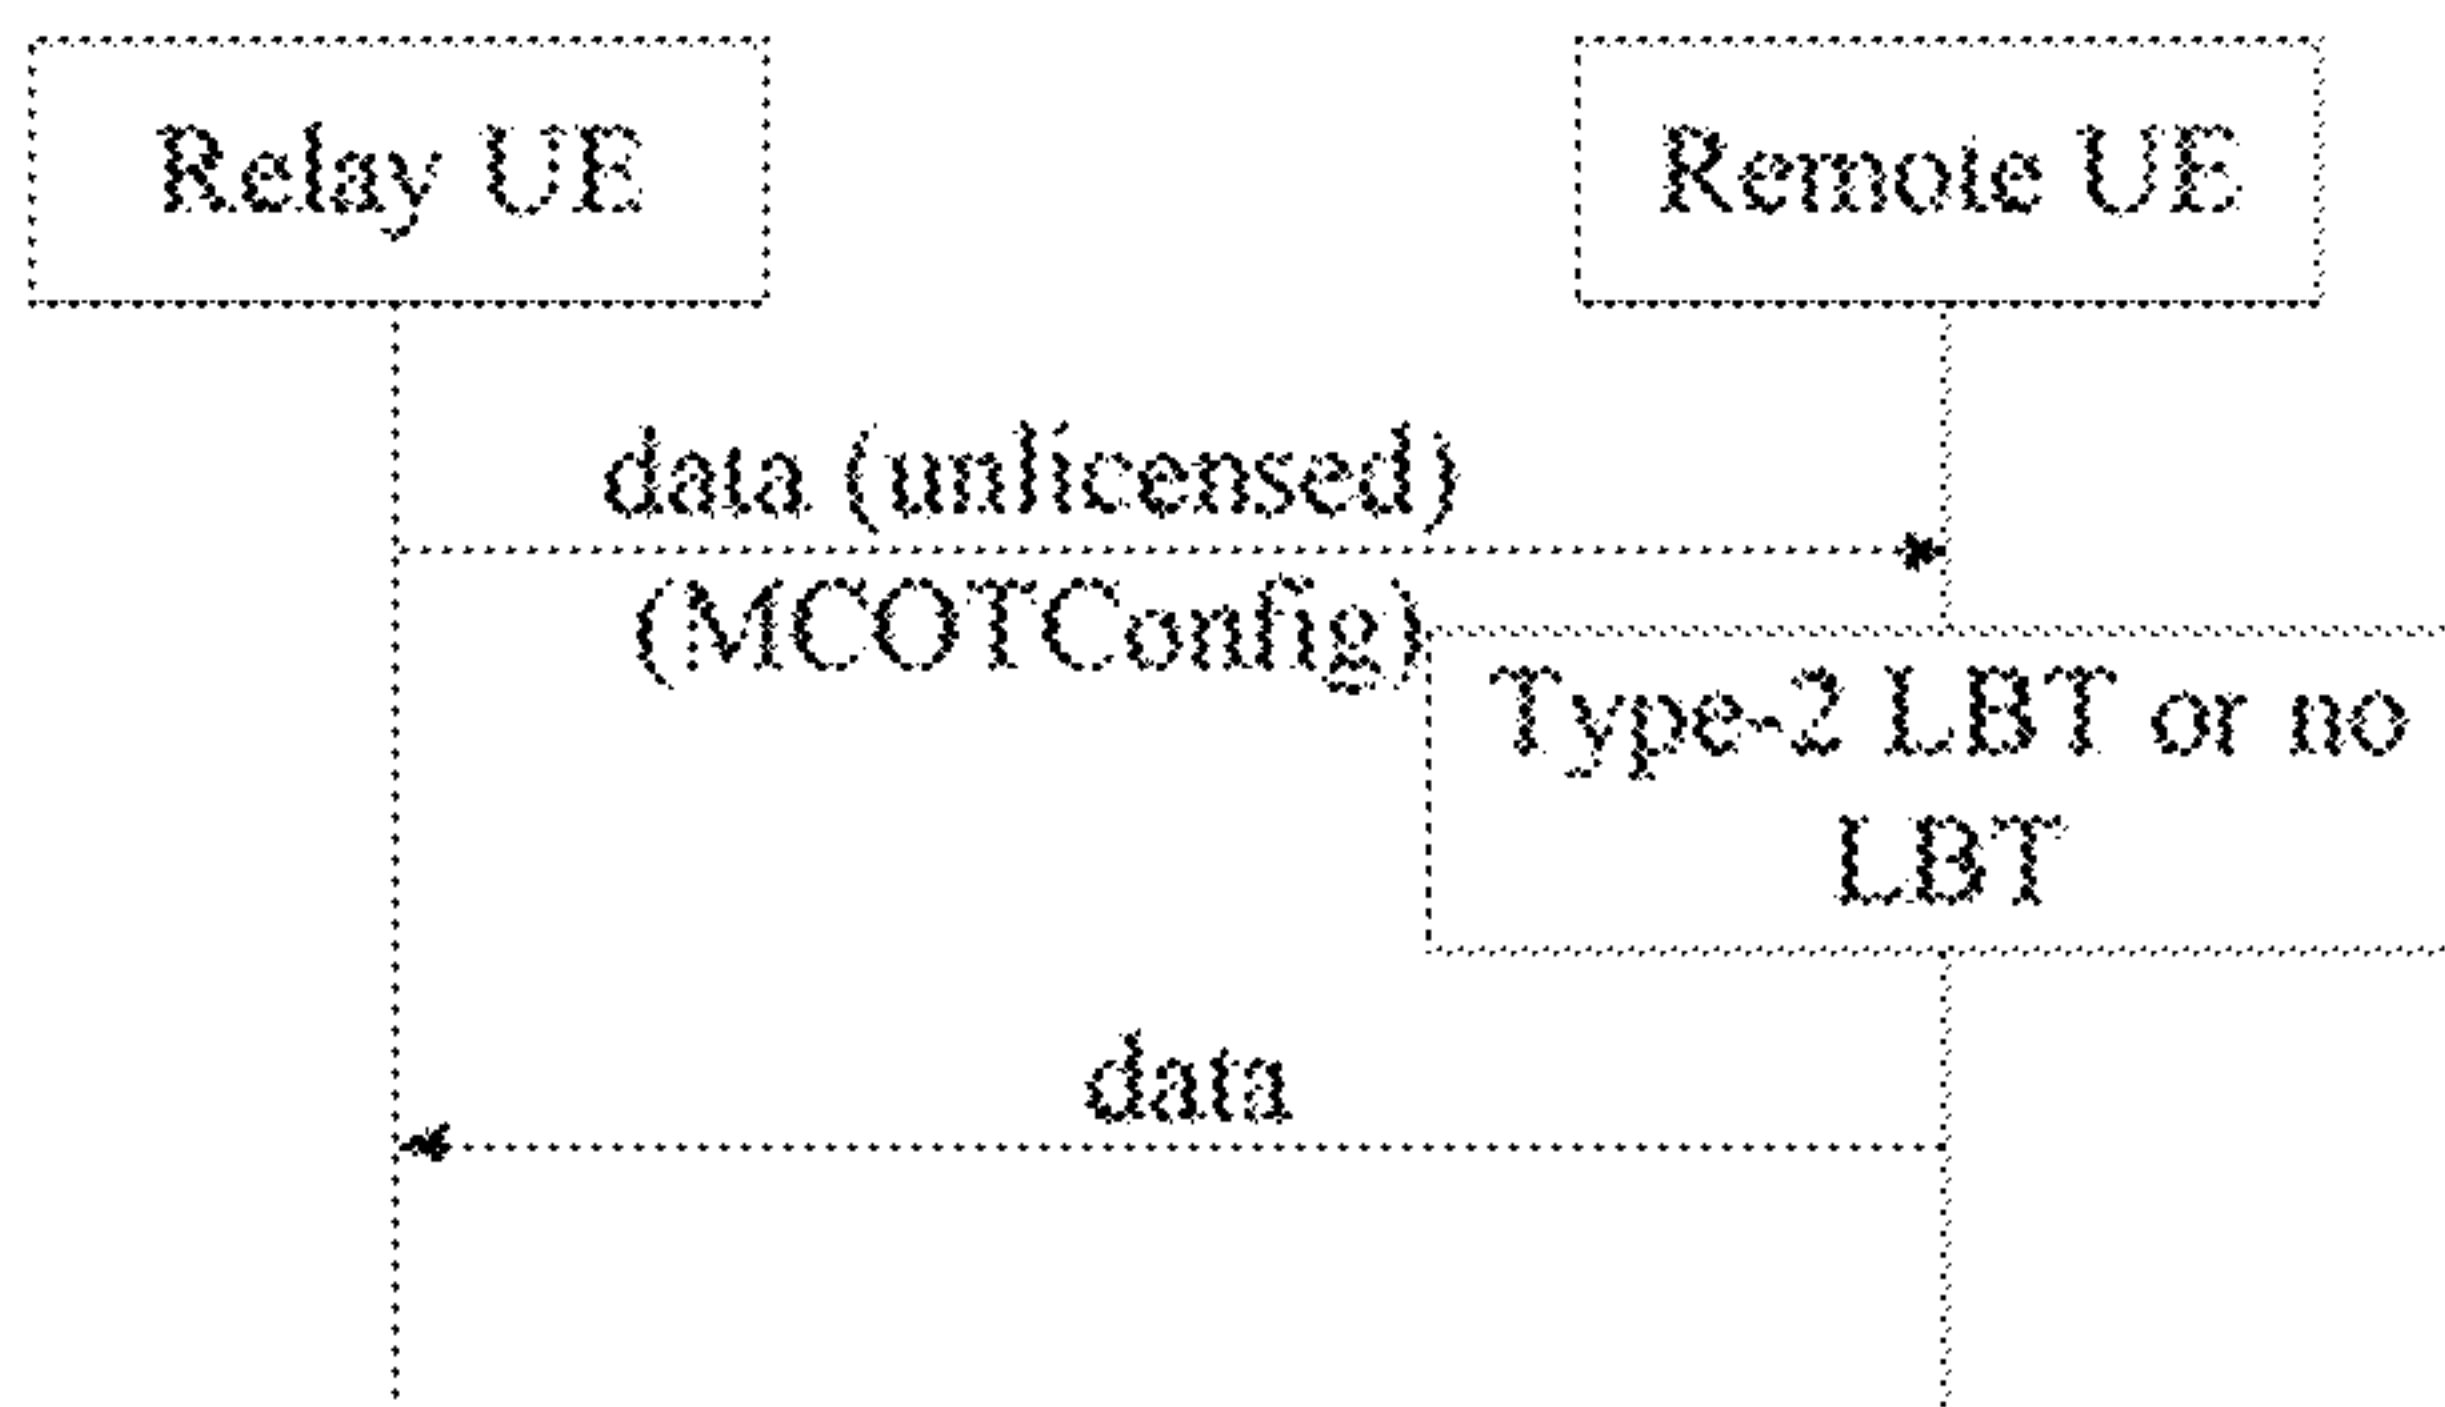 Relay UE
Remote UE
data (unlicensed)
(MCOTConfig)
Type-2 LBT or no
LBT
data